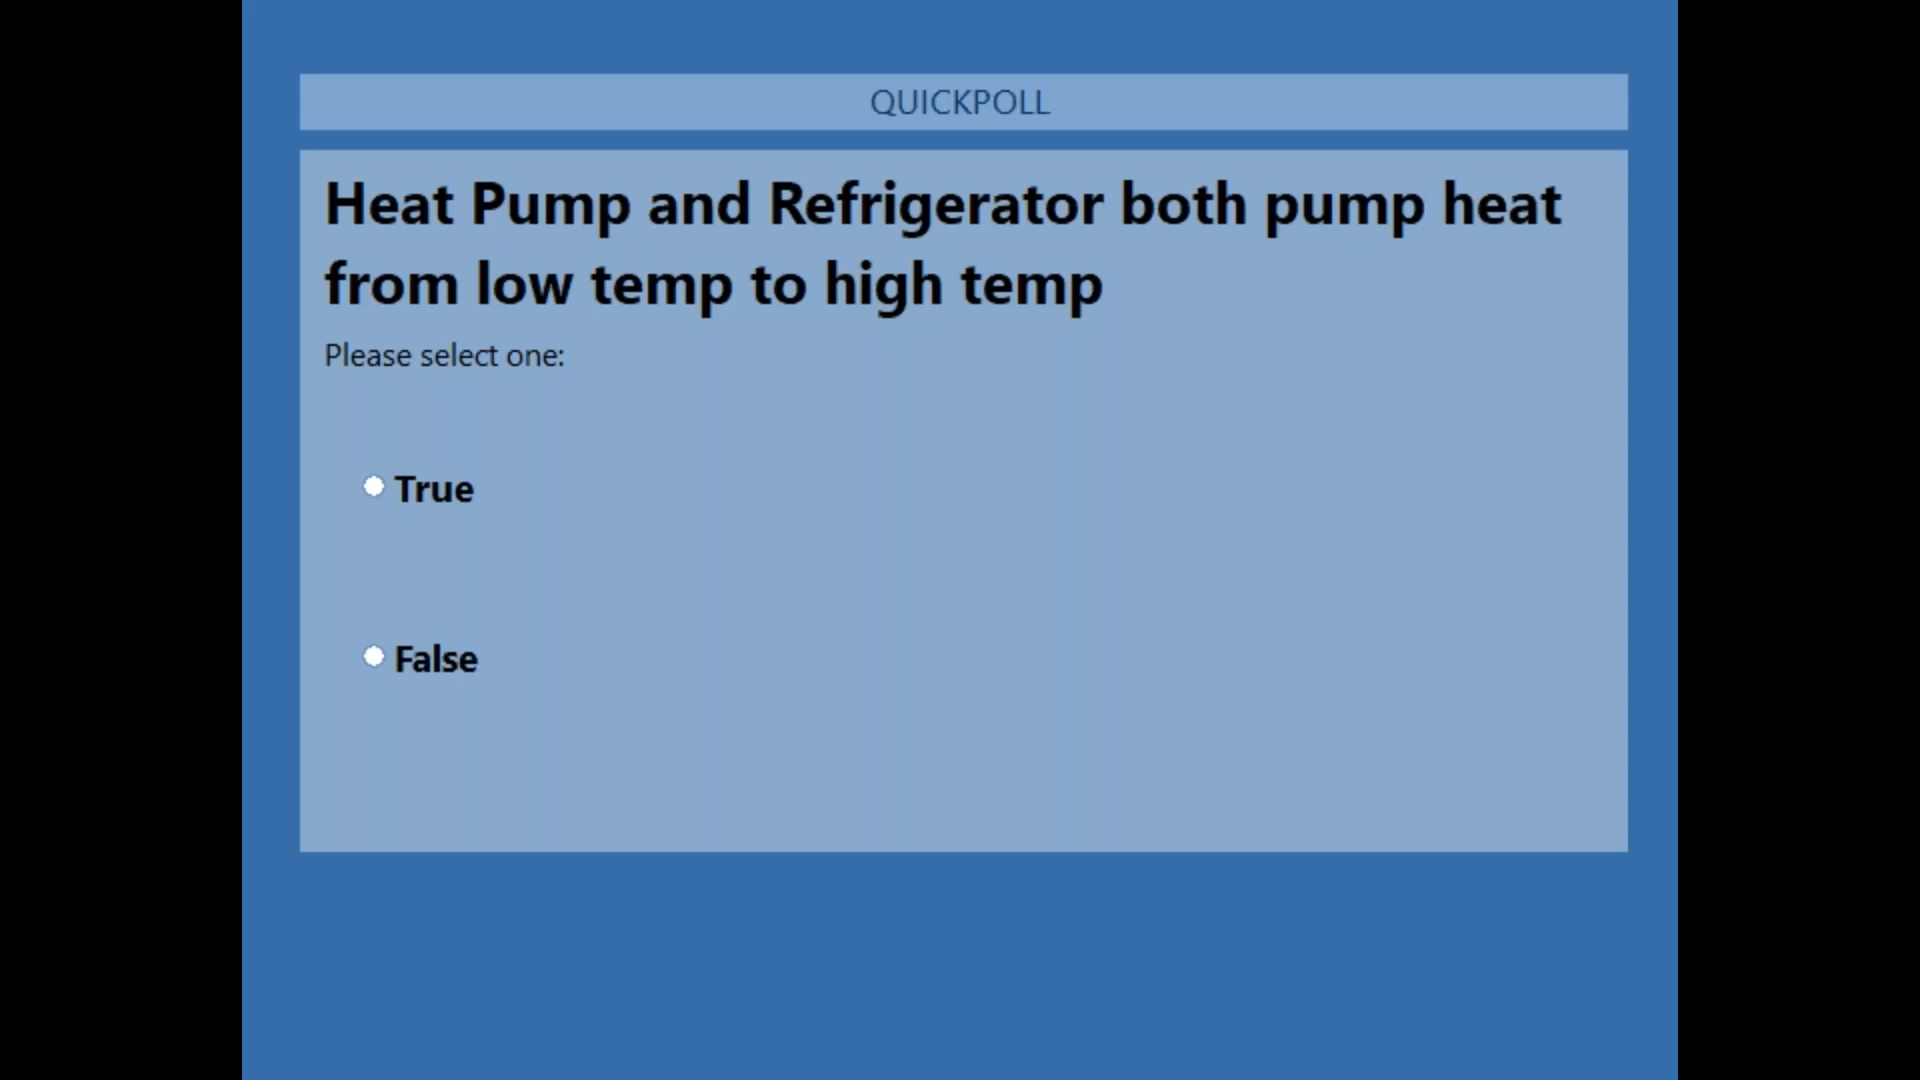 QUICKPOLL
Heat Pump and Refrigerator both pump heat
from low temp to high temp
Please select one:
True
False